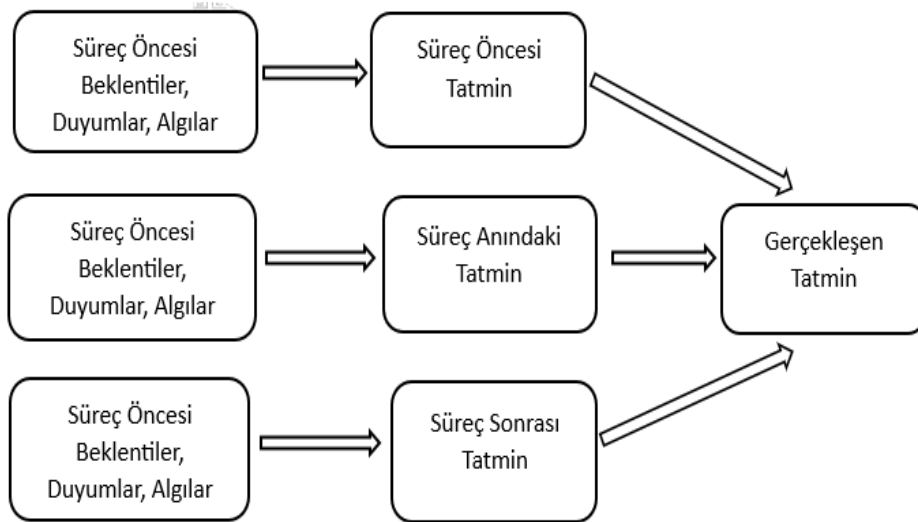 Süreç Öncesi
Beklentiler,
Duyumlar, Algılar
Süreç Öncesi
Tatmin
Süreç Öncesi
Beklentiler,
Duyumlar, Algılar
Süreç Anındaki
Tatmin
Gerçekleşen
Tatmin
Süreç Öncesi
Beklentiler,
Duyumlar, Algılar
Süreç Sonrası
Tatmin